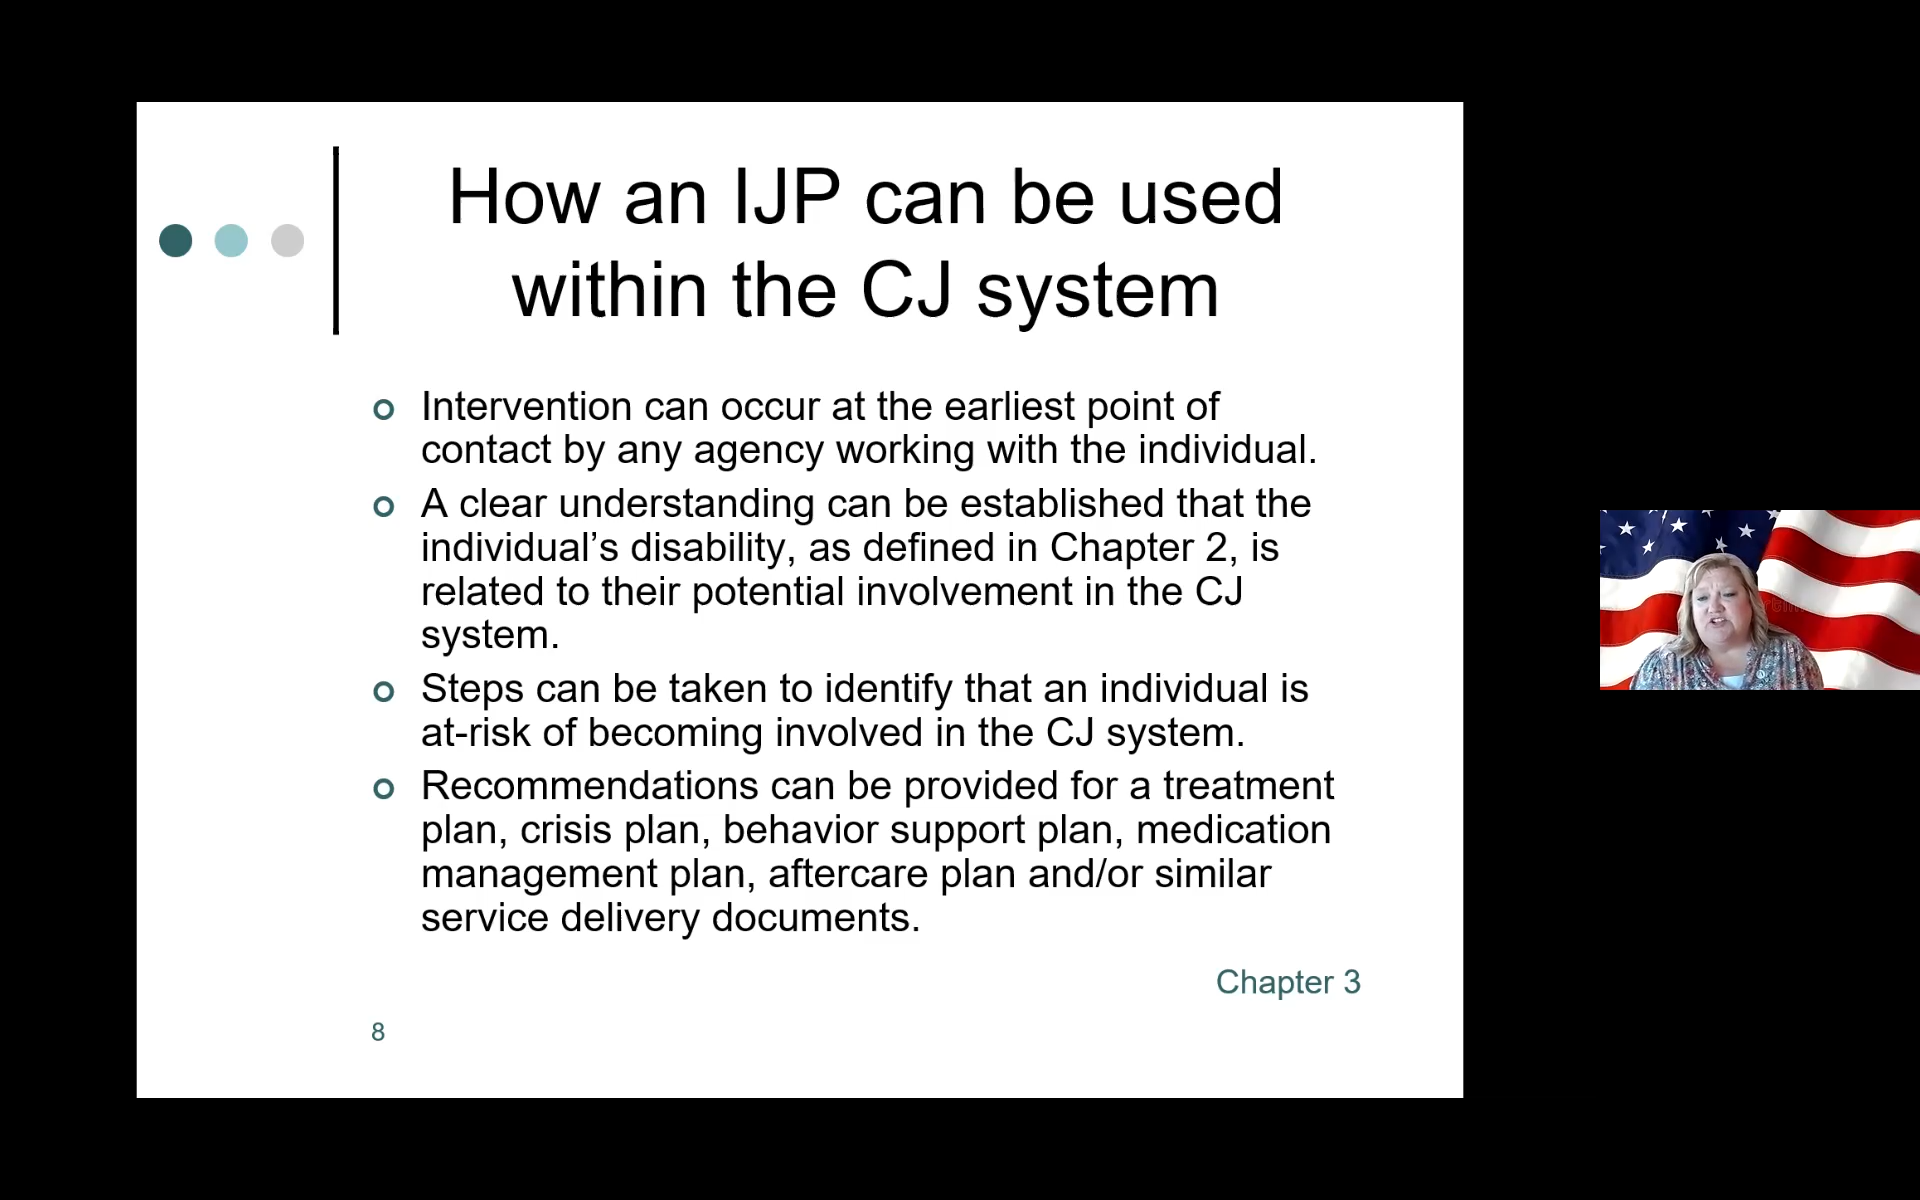 How an IJP can be used
within the CJ system
Intervention can occur at the earliest point of
contact by any agency working with the individual.
A clear understanding can be established that the
individual’s disability, as defined in Chapter 2, is
related to their potential involvement in the CJ
system.
Steps can be taken to identify that an individual is
at-risk of becoming involved in the CJ system.
Recommendations can be provided for a treatment
plan, crisis plan, behavior support plan, medication
management plan, aftercare plan and/or similar
service delivery documents.
Chapter 3
8